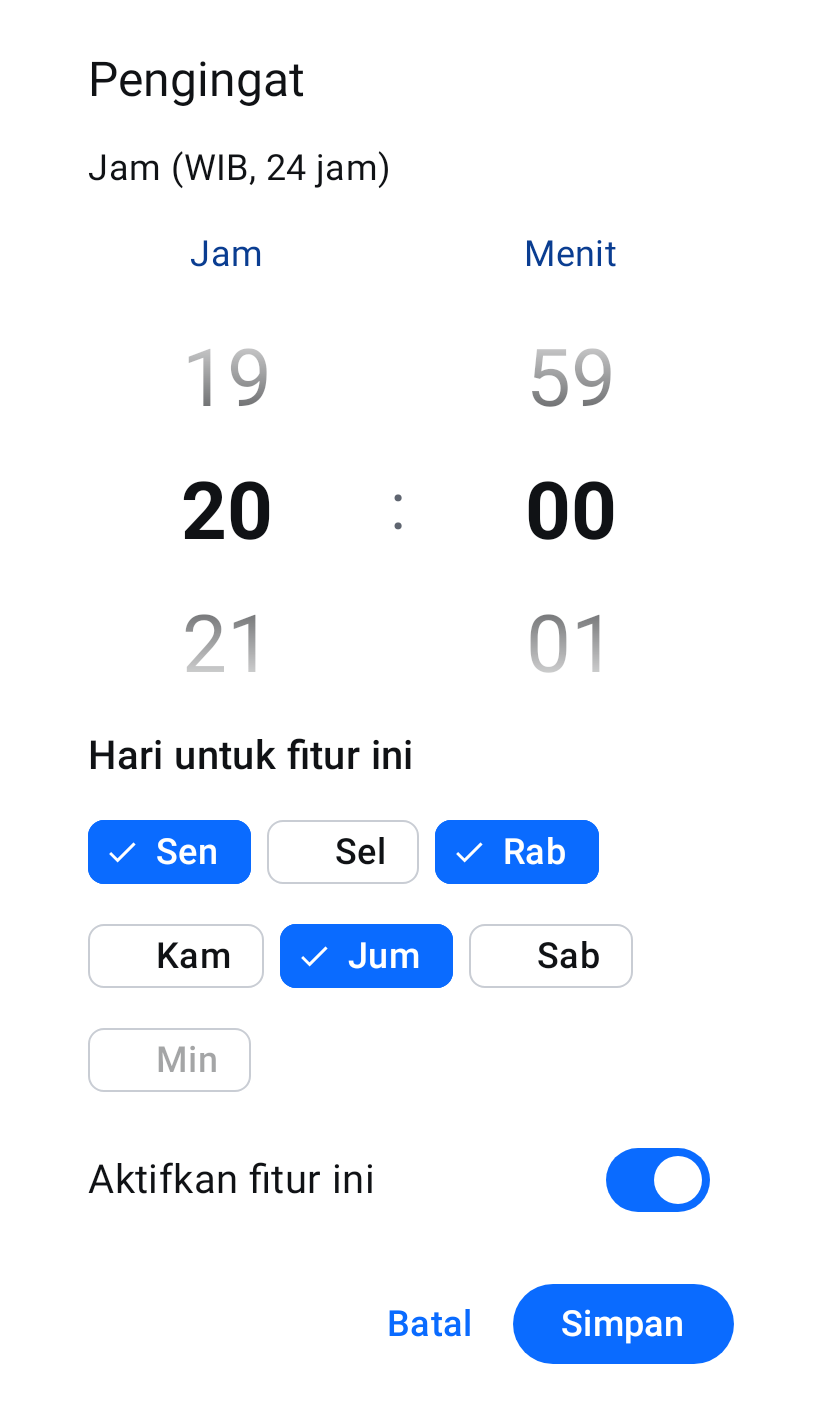 Pengingat
Jam (WIB, 24 jam)
Jam Menit
19 59
20 : 00
21 01
Hari untuk fitur ini
Sen Sel Rab
Kam Jum Sab
Min
Aktifkan fitur ini
Batal Simpan